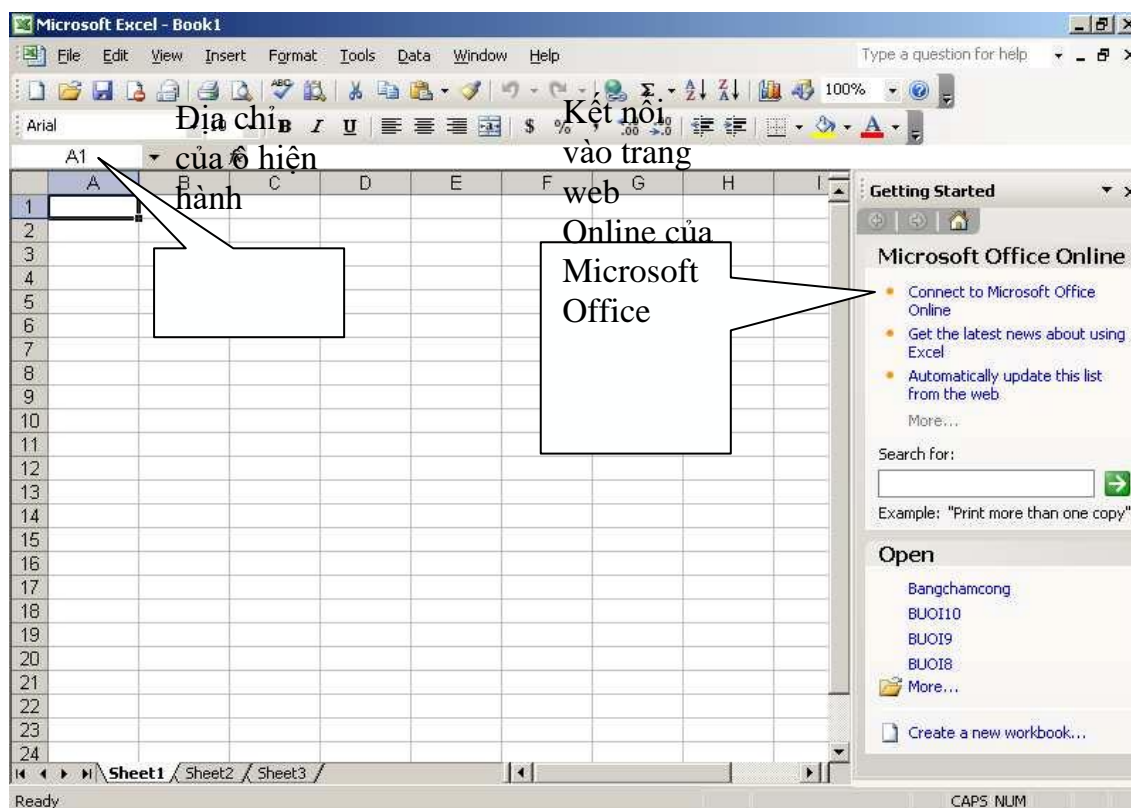 Microsoft Excel - Book1
File Edit View Insert Format Tools Data Window Help
Type a question for help
100%
Arial
B I U $ %
A1
Địa chỉ
của ô hiện
hành
Kết nối
vào trang
web
Online của
Microsoft
Office
A B C D E F G H I
1
2
3
4
5
6
7
8
9
10
11
12
13
14
15
16
17
18
19
20
21
22
23
24
Getting Started
Microsoft Office Online
Connect to Microsoft Office
Online
Get the latest news about using
Excel
Automatically update this list
from the web
More...
Search for:
Example: "Print more than one copy"
Open
Bangchamcong
BUOI10
BUOI9
BUOI8
More...
Create a new workbook...
Sheet1 Sheet2 Sheet3
Ready
CAPS NUM